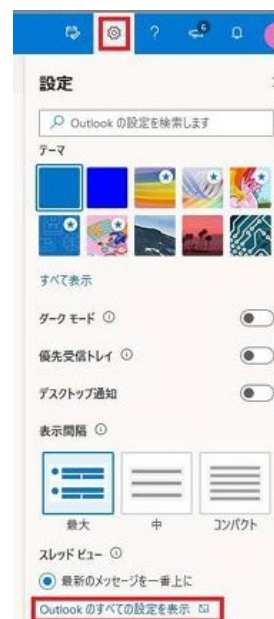 ?
6
設定
Outlook の設定を検索します
テーマ
すべて表示
ダーク モード
優先受信トレイ
デスクトップ通知
表示間隔
最大 中 コンパクト
スレッド ビュー
最新のメッセージを一番上に
Outlook のすべての設定を表示